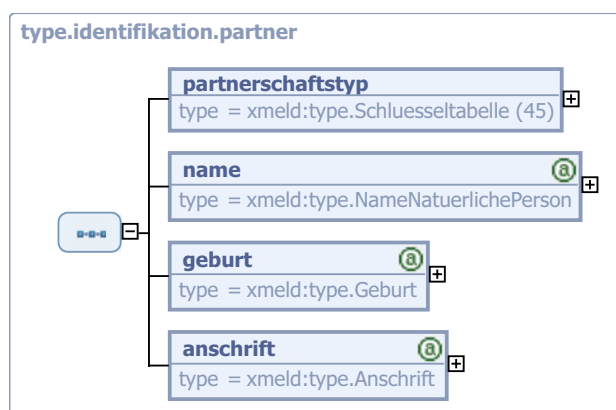 type.identifikation.partner
partnerschaftstyp
type = xmeld:type.Schluesseltabelle (45)
name
a
type = xmeld:type.NameNatuerlichePerson
geburt
a
type = xmeld:type.Geburt
anschrift
a
type = xmeld:type.Anschrift